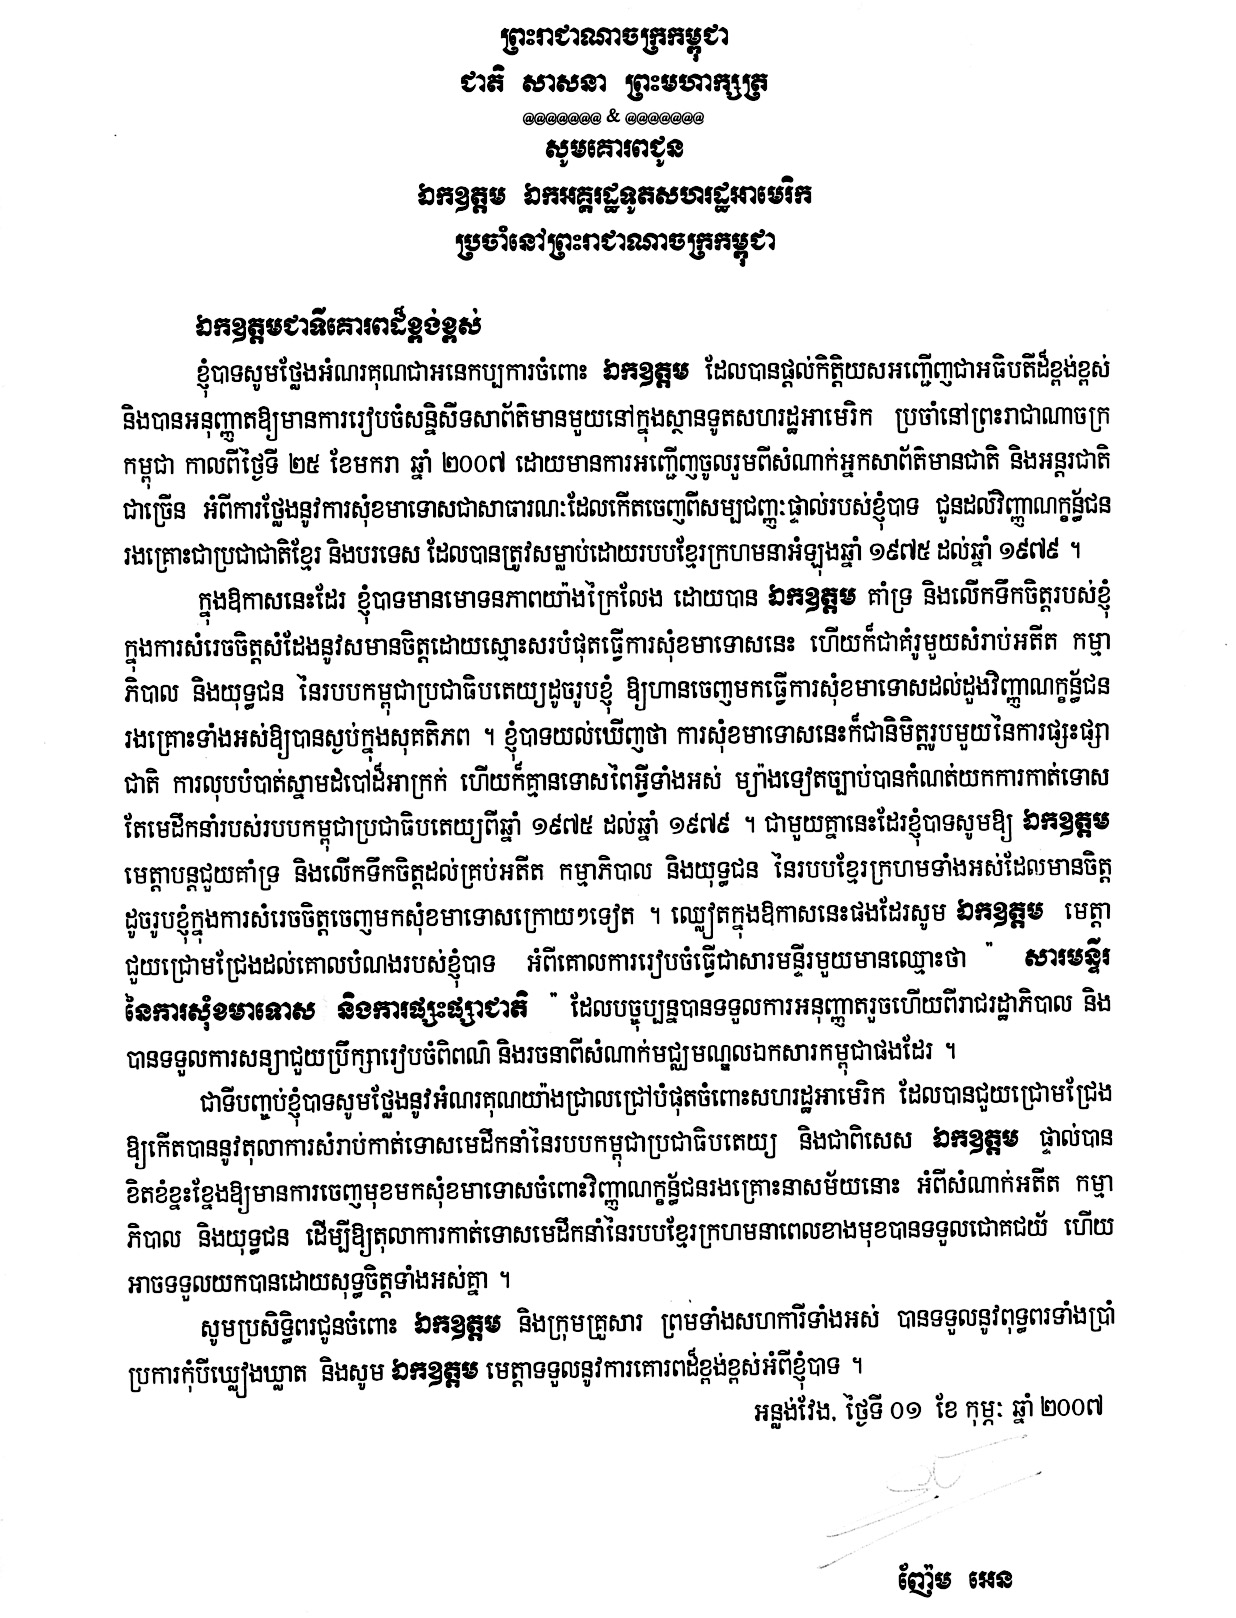 ព្រះរាជាណាចក្រកម្ពុជា
ជាតិ សាសនា ព្រះមហាក្សត្រ
@@@@@@@ & @@@@@@@
សូមគោរពជូន
ឯកឧត្តម ឯកអគ្គរដ្ឋទូតសហរដ្ឋអាមេរិក
ប្រចាំនៅព្រះរាជាណាចក្រកម្ពុជា
ឯកឧត្តមជាទីគោរពដ៏ខ្ពង់ខ្ពស់
ខ្ញុំបាទសូមថ្លែងអំណរគុណជាអនេកប្បការចំពោះ ឯកឧត្តម ដែលបានផ្តល់កិត្តិយសអញ្ជើញជាអធិបតីដ៏ខ្ពង់ខ្ពស់
និងបានអនុញ្ញាតឱ្យមានការរៀបចំសន្និសីទសាព័ត៌មានមួយនៅក្នុងស្ថានទូតសហរដ្ឋអាមេរិក ប្រចាំនៅព្រះរាជាណាចក្រ
កម្ពុជា កាលពីថ្ងៃទី ២៥ ខែមករា ឆ្នាំ ២០០៧ ដោយមានការអញ្ជើញចូលរួមពីសំណាក់អ្នកសាព័ត៌មានជាតិ និងអន្តរជាតិ
ជាច្រើន អំពីការថ្លែងនូវការសុំខមាទោសជាសាធារណៈដែលកើតចេញពីសម្បជញ្ញៈផ្ទាល់របស់ខ្ញុំបាទ ជូនដល់វិញ្ញាណក្ខន្ធ័ជន
រងគ្រោះជាប្រជាជាតិខ្មែរ និងបរទេស ដែលបានត្រូវសម្លាប់ដោយរបបខ្មែរក្រហមនាអំឡុងឆ្នាំ ១៩៧៥ ដល់ឆ្នាំ ១៩៧៩ ។
ក្នុងឱកាសនេះដែរ ខ្ញុំបាទមានមោទនភាពយ៉ាងក្រៃលែង ដោយបាន ឯកឧត្តម គាំទ្រ និងលើកទឹកចិត្តរបស់ខ្ញុំ
ក្នុងការសំរេចចិត្តសំដែងនូវសមានចិត្តដោយស្មោះសរបំផុតធ្វើការសុំខមាទោសនេះ ហើយក៏ជាគំរូមួយសំរាប់អតីត កម្មា
ភិបាល និងយុទ្ធជន នៃរបបកម្ពុជាប្រជាធិបតេយ្យដូចរូបខ្ញុំ ឱ្យហានចេញមកធ្វើការសុំខមាទោសដល់ដួងវិញ្ញាណក្ខន្ធ័ជន
រងគ្រោះទាំងអស់ឱ្យបានស្ងប់ក្នុងសុគតិភព ។ ខ្ញុំបាទយល់ឃើញថា ការសុំខមាទោសនេះក៏ជានិមិត្តរូបមួយនៃការផ្សះផ្សា
ជាតិ ការលុបបំបាត់ស្នាមដំបៅដ៏អាក្រក់ ហើយក៏គ្មានទោសពៃអ្វីទាំងអស់ ម្យ៉ាងទៀតច្បាប់បានកំណត់យកការកាត់ទោស
តែមេដឹកនាំរបស់របបកម្ពុជាប្រជាធិបតេយ្យពីឆ្នាំ ១៩៧៥ ដល់ឆ្នាំ ១៩៧៩ ។ ជាមួយគ្នានេះដែរខ្ញុំបាទសូមឱ្យ ឯកឧត្តម
មេត្តាបន្តជួយគាំទ្រ និងលើកទឹកចិត្តដល់គ្រប់អតីត កម្មាភិបាល និងយុទ្ធជន នៃរបបខ្មែរក្រហមទាំងអស់ដែលមានចិត្ត
ដូចរូបខ្ញុំក្នុងការសំរេចចិត្តចេញមកសុំខមាទោសក្រោយៗទៀត ។ ឈ្លៀតក្នុងឱកាសនេះផងដែរសូម ឯកឧត្តម មេត្តា
ជួយជ្រោមជ្រែងដល់គោលបំណងរបស់ខ្ញុំបាទ អំពីគោលការរៀបចំធ្វើជាសារមន្ទីរមួយមានឈ្មោះថា " សារមន្ទីរ
នៃការសុំខមាទោស និងការផ្សះផ្សាជាតិ " ដែលបច្ចុប្បន្នបានទទួលការអនុញ្ញាតរួចហើយពីរាជរដ្ឋាភិបាល និង
បានទទួលការសន្យាជួយប្រឹក្សារៀបចំពិពណ៌ និងរចនាពីសំណាក់មជ្ឈមណ្ឌលឯកសារកម្ពុជាផងដែរ ។
ជាទីបញ្ចប់ខ្ញុំបាទសូមថ្លែងនូវអំណរគុណយ៉ាងជ្រាលជ្រៅបំផុតចំពោះសហរដ្ឋអាមេរិក ដែលបានជួយជ្រោមជ្រែង
ឱ្យកើតបាននូវតុលាការសំរាប់កាត់ទោសមេដឹកនាំនៃរបបកម្ពុជាប្រជាធិបតេយ្យ និងជាពិសេស ឯកឧត្តម ផ្ទាល់បាន
ខិតខំខ្នះខ្នែងឱ្យមានការចេញមុខមកសុំខមាទោសចំពោះវិញ្ញាណក្ខន្ធ័ជនរងគ្រោះនាសម័យនោះ អំពីសំណាក់អតីត កម្មា
ភិបាល និងយុទ្ធជន ដើម្បីឱ្យតុលាការកាត់ទោសមេដឹកនាំនៃរបបខ្មែរក្រហមនាពេលខាងមុខបានទទួលជោគជយ័ ហើយ
អាចទទួលយកបានដោយសុទ្ធចិត្តទាំងអស់គ្នា ។
សូមប្រសិទ្ធិពរជូនចំពោះ ឯកឧត្តម និងក្រុមគ្រួសារ ព្រមទាំងសហការីទាំងអស់ បានទទួលនូវពុទ្ធពរទាំងប្រាំ
ប្រការកុំបីឃ្លៀងឃ្លាត និងសូម ឯកឧត្តម មេត្តាទទួលនូវការគោរពដ៏ខ្ពង់ខ្ពស់អំពីខ្ញុំបាទ ។
អន្លង់វែង, ថ្ងៃទី ០១ ខែ កុម្ភៈ ឆ្នាំ ២០០៧
ញ៉ែម អេន